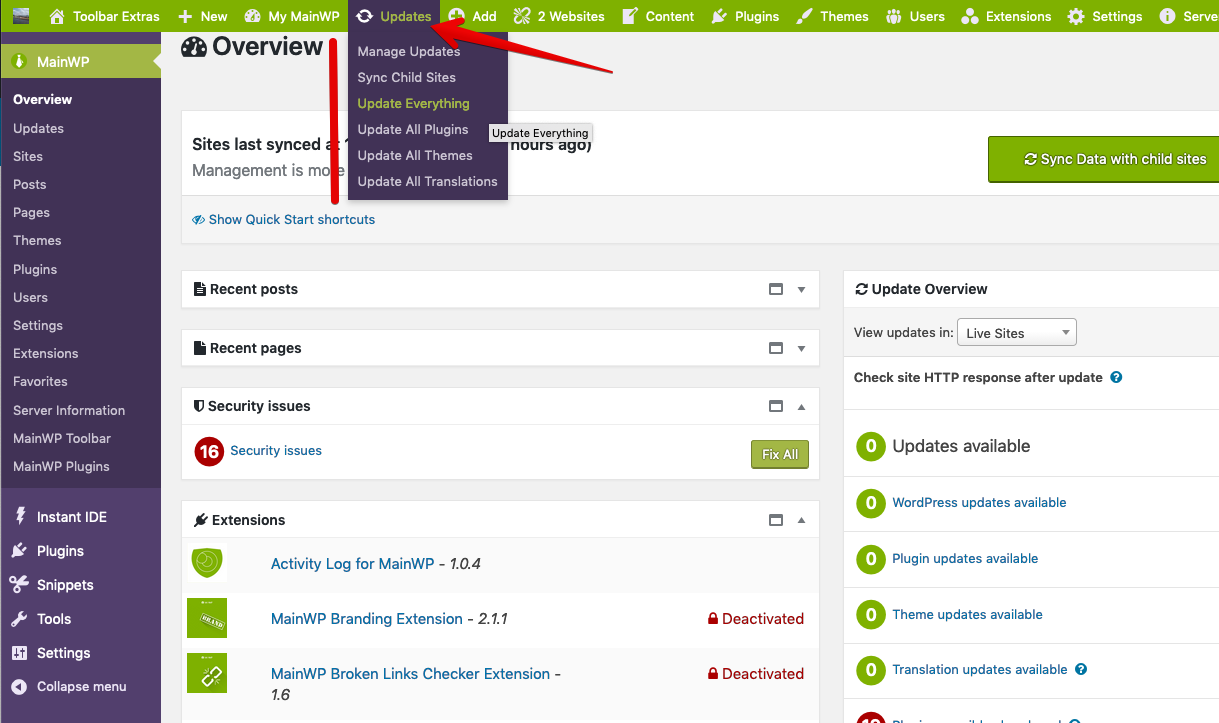 Toolbar Extras New My MainWP Updates Add 2 Websites Content Plugins Themes Users Extensions Settings Serve
MainWP
Overview
Updates
Sites
Posts
Pages
Themes
Plugins
Users
Settings
Extensions
Favorites
Server Information
MainWP Toolbar
MainWP Plugins
Instant IDE
Plugins
Snippets
Tools
Settings
Collapse menu
Overview
Manage Updates
Sync Child Sites
Update Everything
Update All Plugins
Update All Themes
Update All Translations
Update Everything
Sites last synced at hours ago)
Management is more
Sync Data with child sites
Show Quick Start shortcuts
Recent posts
Recent pages
Security issues
16 Security issues
Fix All
Extensions
Activity Log for MainWP - 1.0.4
MainWP Branding Extension - 2.1.1 Deactivated
MainWP Broken Links Checker Extension - Deactivated
1.6
Update Overview
View updates in: Live Sites
Check site HTTP response after update ?
0 Updates available
0 WordPress updates available
0 Plugin updates available
0 Theme updates available
0 Translation updates available ?